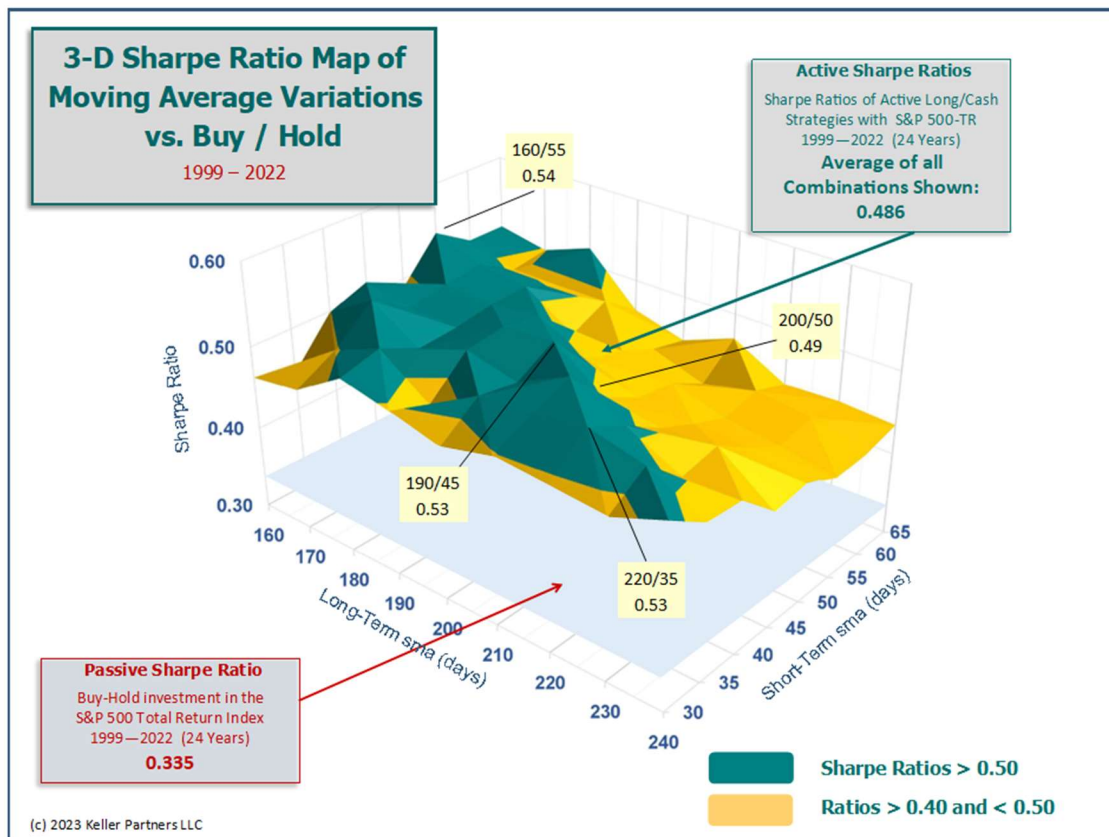 3-D Sharpe Ratio Map of
Moving Average Variations
vs. Buy / Hold
1999 – 2022
Active Sharpe Ratios
Sharpe Ratios of Active Long/Cash
Strategies with S&P 500-TR
1999—2022 (24 Years)
Average of all
Combinations Shown:
0.486
160/55
0.54
200/50
0.49
190/45
0.53
220/35
0.53
Sharpe Ratio
0.60
0.50
0.40
0.30
160
170
180
190
200
210
220
230
240
Long-Term sma (days)
30
35
40
45
50
55
60
65
Short-Term sma (days)
Passive Sharpe Ratio
Buy-Hold investment in the
S&P 500 Total Return Index
1999—2022 (24 Years)
0.335
Sharpe Ratios > 0.50
Ratios > 0.40 and < 0.50
(c) 2023 Keller Partners LLC